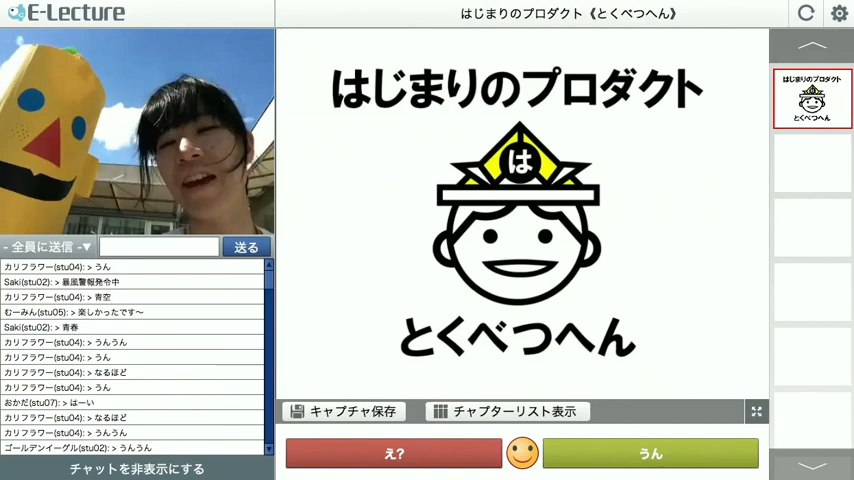 E-Lecture
はじまりのプロダクト《とくべつへん》
- 全員に送信 -▼
送る
カリフラワー(stu04): > うん
Saki(stu02): > 暴風警報発令中
カリフラワー(stu04): > 青空
むーみん(stu05): > 楽しかったです〜
Saki(stu02): > 青春
カリフラワー(stu04): > うんうん
カリフラワー(stu04): > うん
カリフラワー(stu04): > なるほど
カリフラワー(stu04): > うん
おかだ(stu07): > はーい
カリフラワー(stu04): > なるほど
カリフラワー(stu04): > うんうん
ゴールデンイーグル(stu02): > うんうん
チャットを非表示にする
はじまりのプロダクト
は
とくべつへん
キャプチャ保存
チャプターリスト表示
え?
うん
はじまりのプロダクト
は
とくべつへん